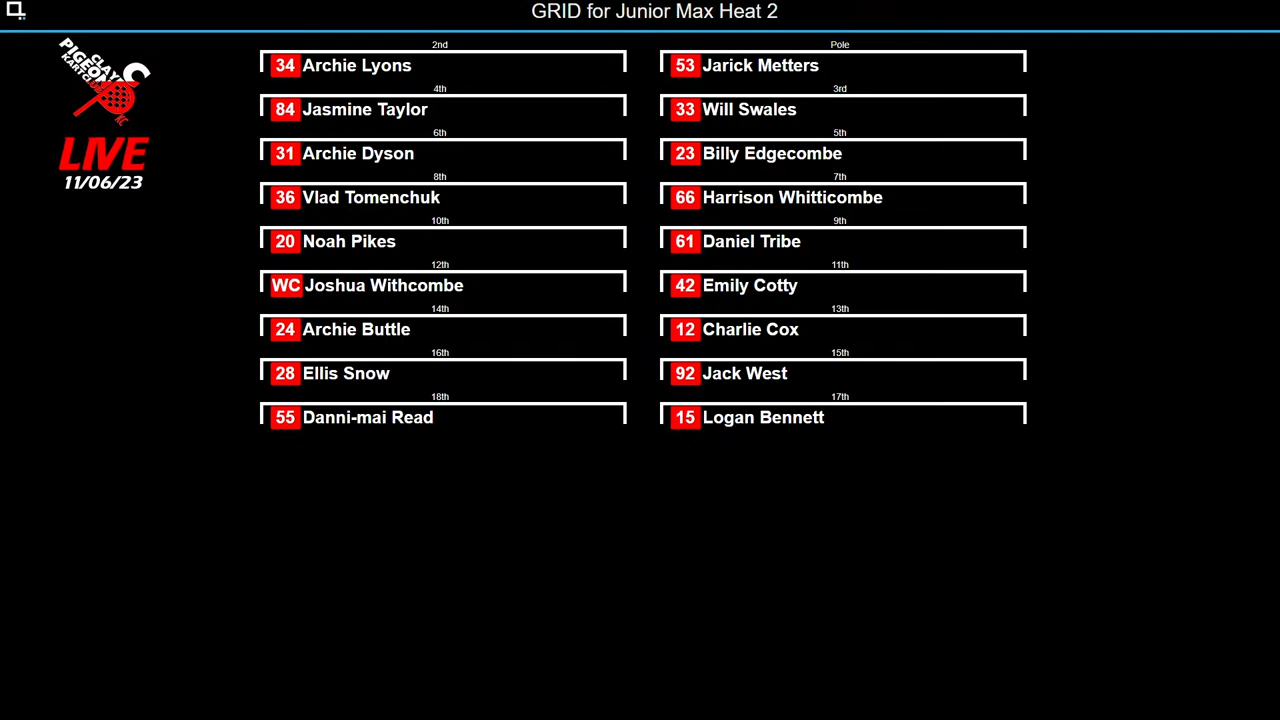 GRID for Junior Max Heat 2
CLAY
PIGEON
KART CLUB
LIVE
11/06/23
2nd
34 Archie Lyons
Pole
53 Jarick Metters
4th
84 Jasmine Taylor
3rd
33 Will Swales
6th
31 Archie Dyson
5th
23 Billy Edgecombe
8th
36 Vlad Tomenchuk
7th
66 Harrison Whitticombe
10th
20 Noah Pikes
9th
61 Daniel Tribe
12th
WC Joshua Withcombe
11th
42 Emily Cotty
14th
24 Archie Buttle
13th
12 Charlie Cox
16th
28 Ellis Snow
15th
92 Jack West
18th
55 Danni-mai Read
17th
15 Logan Bennett